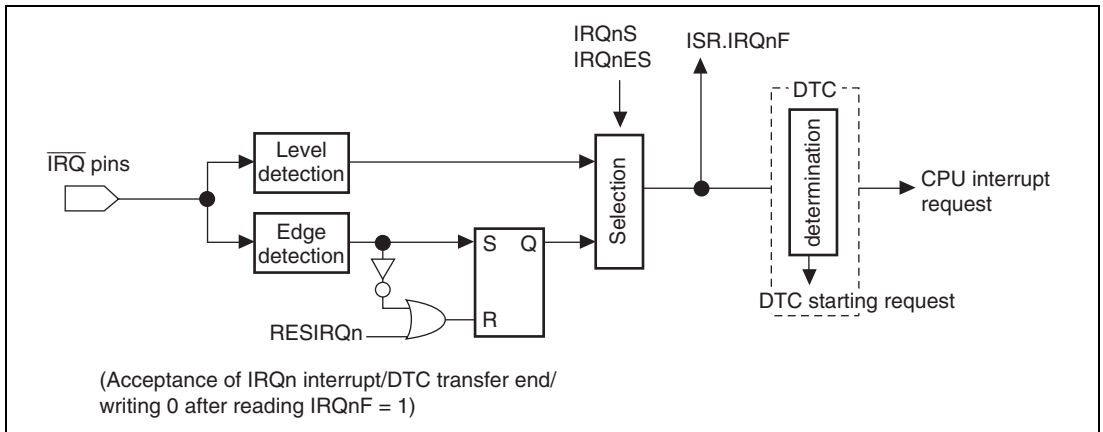 IRQnS
IRQnES
ISR.IRQnF
DTC
IRQ pins
Level
detection
Edge
detection
S Q
R
RESIRQn
Selection
determination
CPU interrupt
request
DTC starting request
(Acceptance of IRQn interrupt/DTC transfer end/
writing 0 after reading IRQnF = 1)